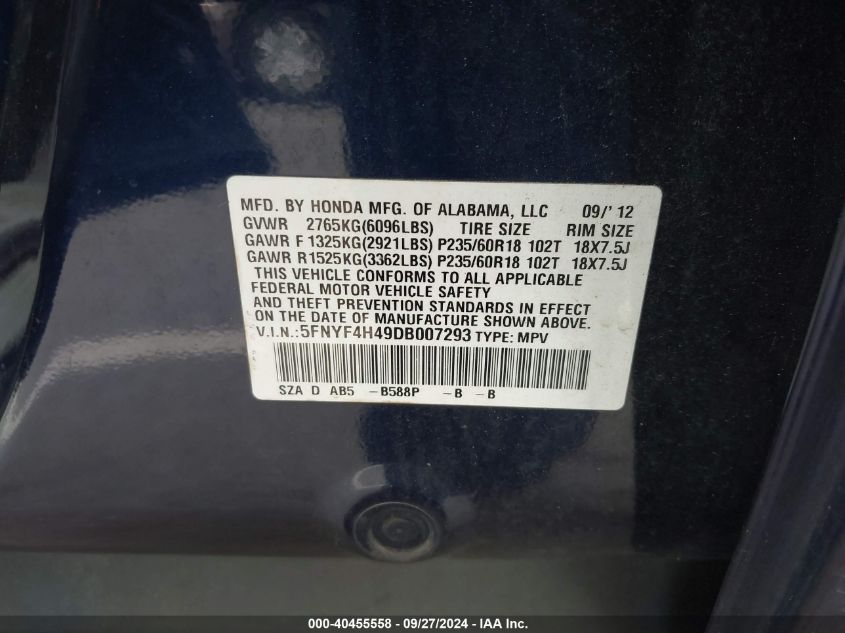 MFD. BY HONDA MFG. OF ALABAMA, LLC 09/' 12
GVWR 2765KG(6096LBS) TIRE SIZE RIM SIZE
GAWR F 1325KG(2921LBS) P235/60R18 102T 18X7.5J
GAWR R1525KG(3362LBS) P235/60R18 102T 18X7.5J
THIS VEHICLE CONFORMS TO ALL APPLICABLE
FEDERAL MOTOR VEHICLE SAFETY
AND THEFT PREVENTION STANDARDS IN EFFECT
ON THE DATE OF MANUFACTURE SHOWN ABOVE.
V.I.N.:5FNYF4H49DB007293 TYPE: MPV
SZA D AB5 -B588P -B -B
000-40455558 - 09/27/2024 - IAA Inc.